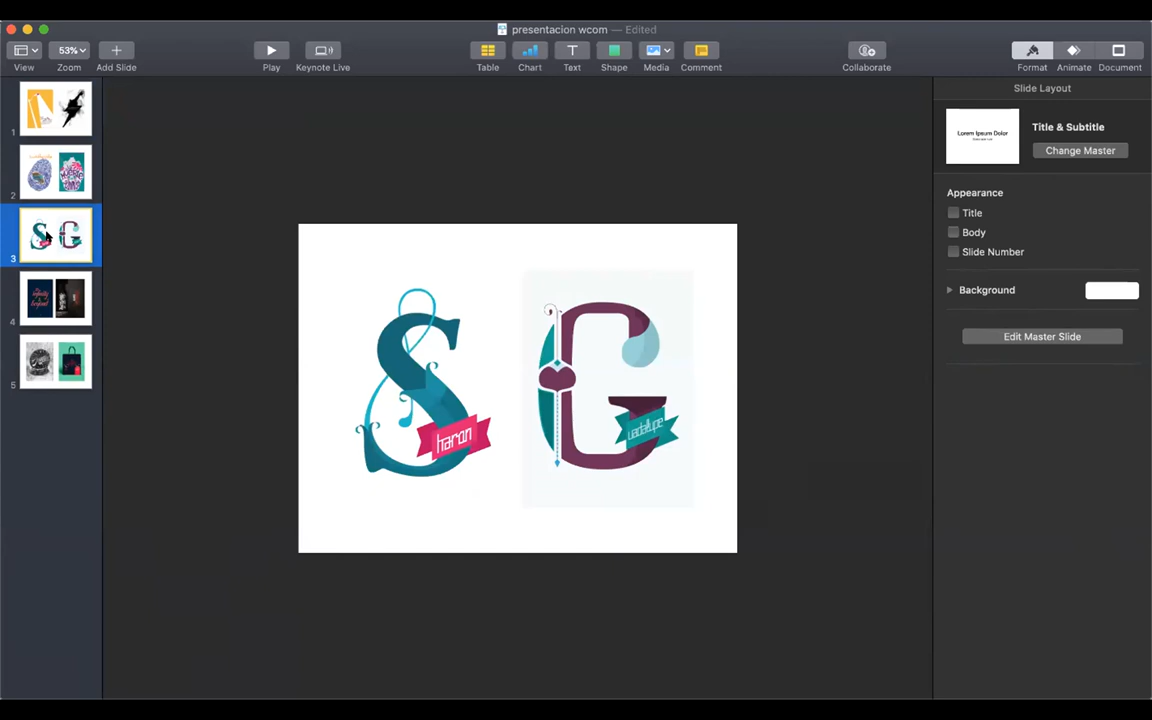 presentacion wcom — Edited
53%
View
Zoom
Add Slide
Play
Keynote Live
Table
Chart
Text
Shape
Media
Comment
Collaborate
Format
Animate
Document
Slide Layout
Lorem Ipsum Dolor
Title & Subtitle
Change Master
Appearance
Title
Body
Slide Number
Background
Edit Master Slide
1
2
3
4
5
S
haron
G
uadalupe